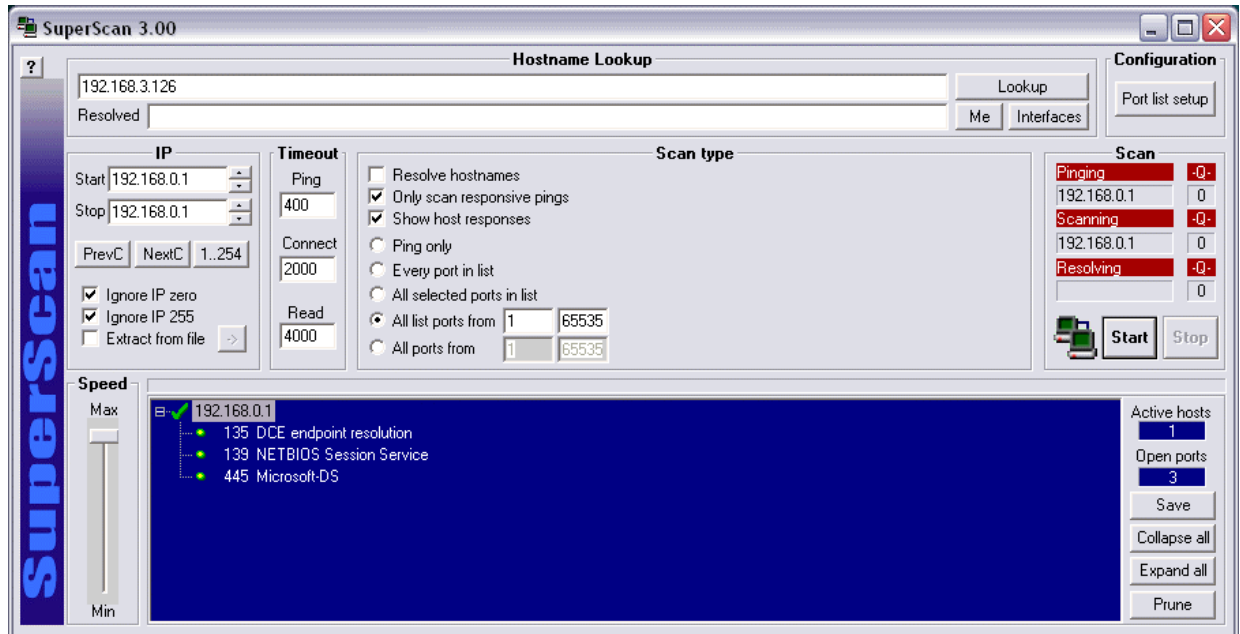 SuperScan 3.00
?
Hostname Lookup
Configuration
192.168.3.126
Lookup
Port list setup
Resolved
Me
Interfaces
IP
Start 192.168.0.1
Stop 192.168.0.1
PrevC
NextC
1..254
Ignore IP zero
Ignore IP 255
Extract from file
->
Timeout
Ping
400
Connect
2000
Read
4000
Scan type
Resolve hostnames
Only scan responsive pings
Show host responses
Ping only
Every port in list
All selected ports in list
All list ports from 1 65535
All ports from 1 65535
Scan
Pinging -Q-
192.168.0.1 0
Scanning -Q-
192.168.0.1 0
Resolving -Q-
0
Start
Stop
SuperScan
Speed
Max
Min
192.168.0.1
135 DCE endpoint resolution
139 NETBIOS Session Service
445 Microsoft-DS
Active hosts
1
Open ports
3
Save
Collapse all
Expand all
Prune